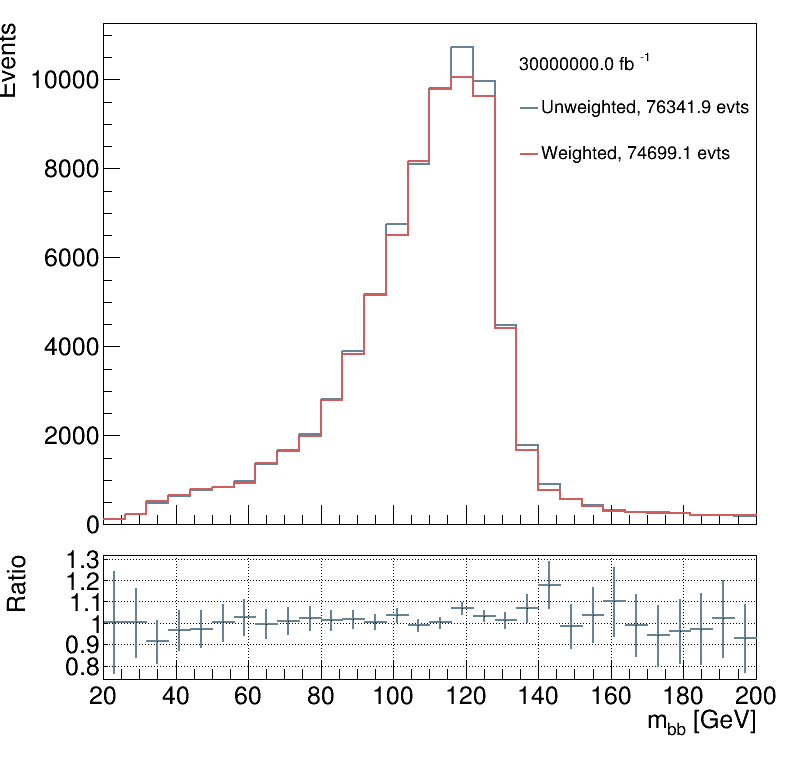 Events
10000
8000
6000
4000
2000
0
30000000.0 fb -1
Unweighted, 76341.9 evts
Weighted, 74699.1 evts
Ratio
1.3
1.2
1.1
1
0.9
0.8
20 40 60 80 100 120 140 160 180 200
m_bb [GeV]